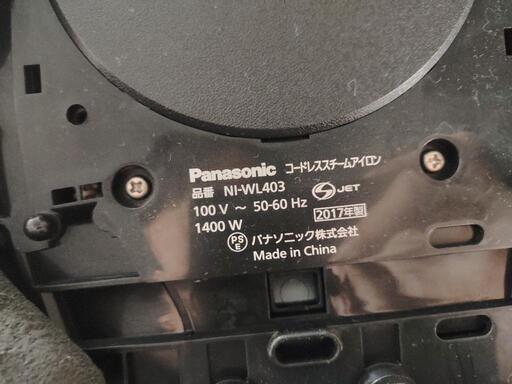 Panasonic コードレススチームアイロン
品番 NI-WL403
S JET
100 V ～ 50-60 Hz
2017年製
1400 W
PS E パナソニック株式会社
Made in China